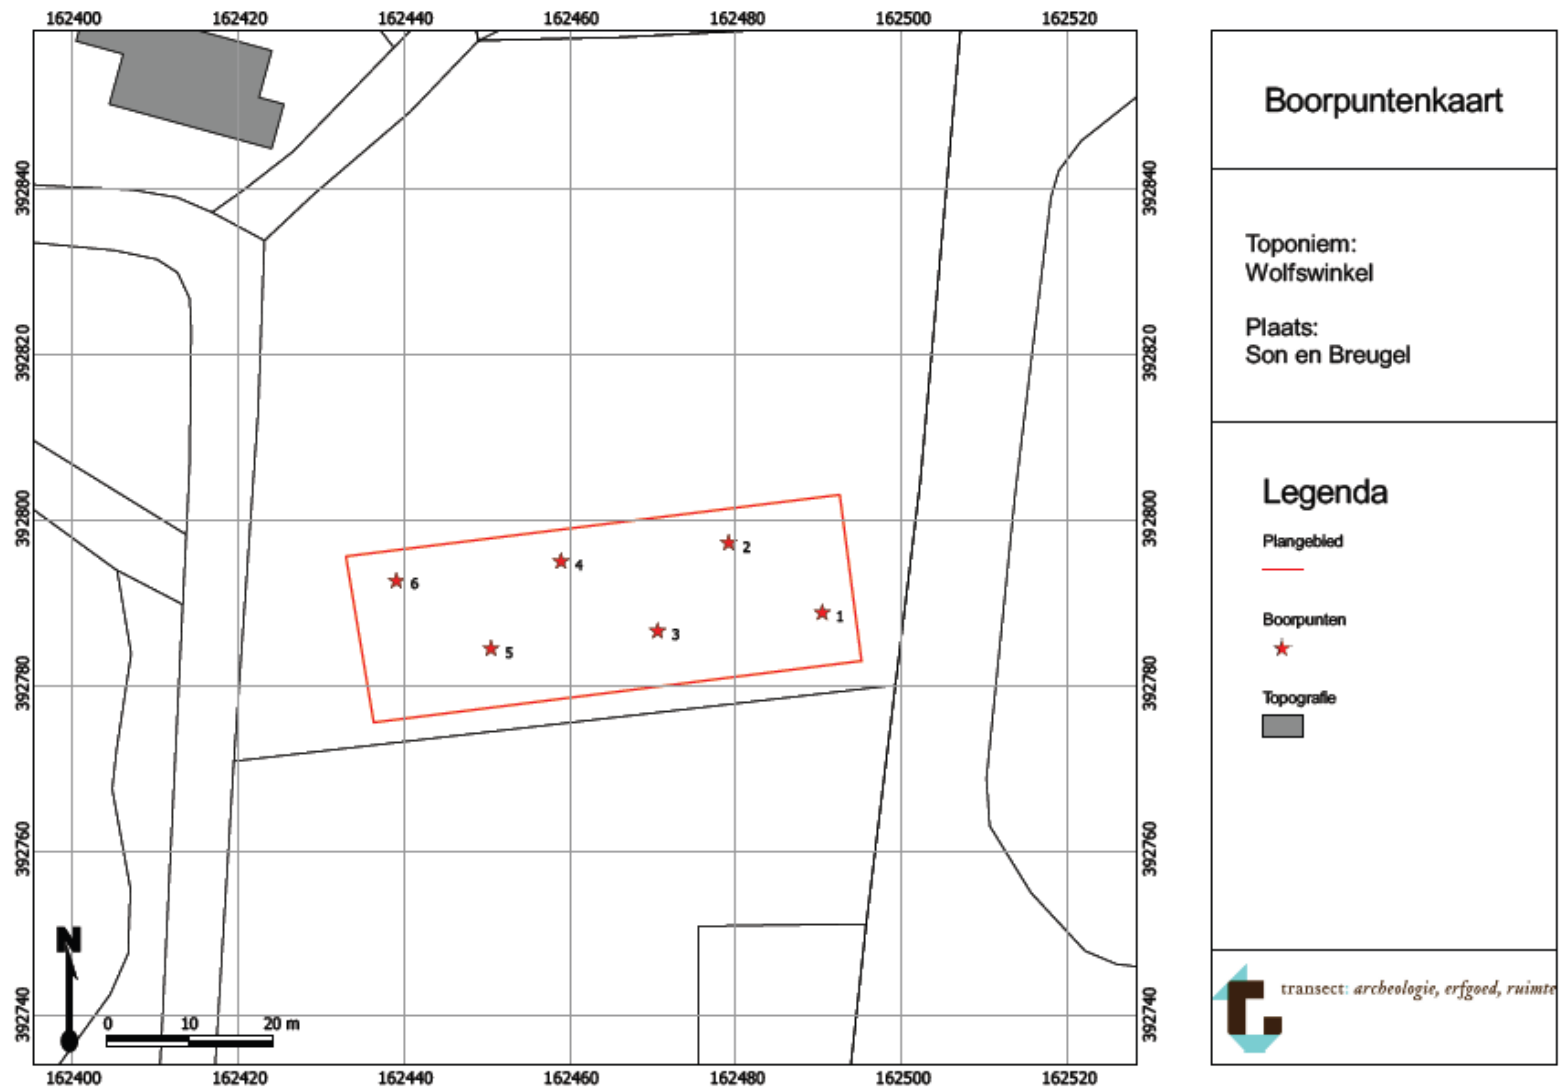 162400 162420 162440 162460 162480 162500 162520
392840 392840
392820 392820
392800 392800
392780 392780
392760 392760
392740 392740
2
4
6
1
3
5
N
0 10 20 m
162400 162420 162440 162460 162480 162500 162520
Boorpuntenkaart
Toponiem:
Wolfswinkel
Plaats:
Son en Breugel
Legenda
Plangebied
Boorpunten
Topografie
transect: archeologie, erfgoed, ruimte